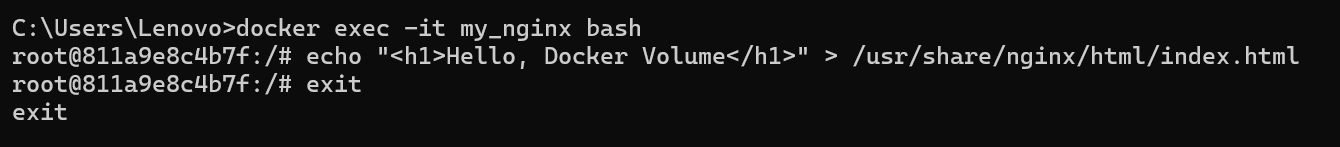 C:\Users\Lenovo>docker exec -it my_nginx bash
root@811a9e8c4b7f:/# echo "<h1>Hello, Docker Volume</h1>" > /usr/share/nginx/html/index.html
root@811a9e8c4b7f:/# exit
exit